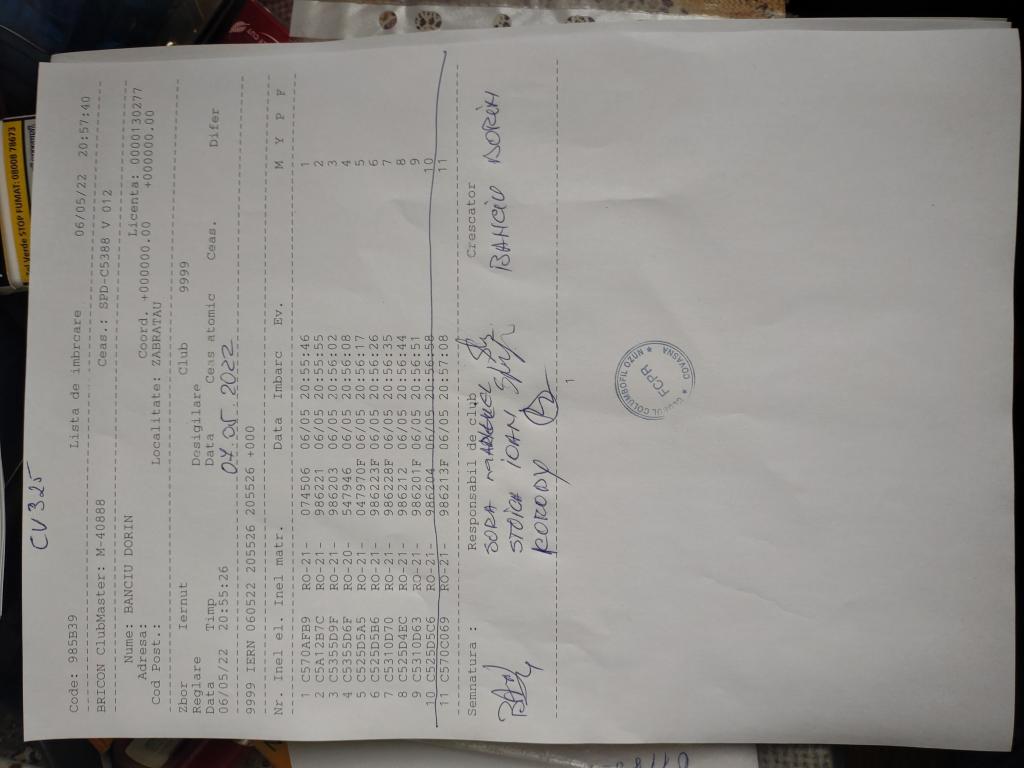 CV 325
Code: 985B39 Lista de imbrcare 06/05/22 20:57:40
BRICON ClubMaster: M-40888 Ceas.: SPD-C5388 V 012
Nume: BANCIU DORIN Licenta: 0000130277
Adresa: Coord. +000000.00 +000000.00
Cod Post.: Localitate: ZABRATAU
Zbor Iernut Club 9999
Reglare Desigilare
Data Timp Data Ceas atomic Ceas. Difer
06/05/22 20:55:26 07.05.2022
9999 IERN 060522 205526 205526 +000
Nr. Inel el. Inel matr. Data Imbarc Ev. M Y P F
1 C570AFB9 RO-21- 074506 06/05 20:55:46 1
2 C5A12B7C RO-21- 986221 06/05 20:55:55 2
3 C5355D9F RO-21- 986203 06/05 20:56:02 3
4 C5355D6F RO-20- 547946 06/05 20:56:08 4
5 C525D5A5 RO-21- 047970F 06/05 20:56:17 5
6 C525D5B6 RO-21- 986223F 06/05 20:56:26 6
7 C5310D70 RO-21- 986228F 06/05 20:56:35 7
8 C525D4EC RO-21- 986212 06/05 20:56:44 8
9 C5310D63 RO-21- 986201F 06/05 20:56:51 9
10 C525D5C6 RO-21- 986204 06/05 20:56:58 10
11 C570C069 RO-21- 986213F 06/05 20:57:08 11
Semnatura : Responsabil de club Crescator
SORA BANCIU DORIN
STOICA IOAN
KORODY
1
COLUMBOFIL OZUN
FCPR
COVASNA
Verde STOP FUMAT: 08008 78673